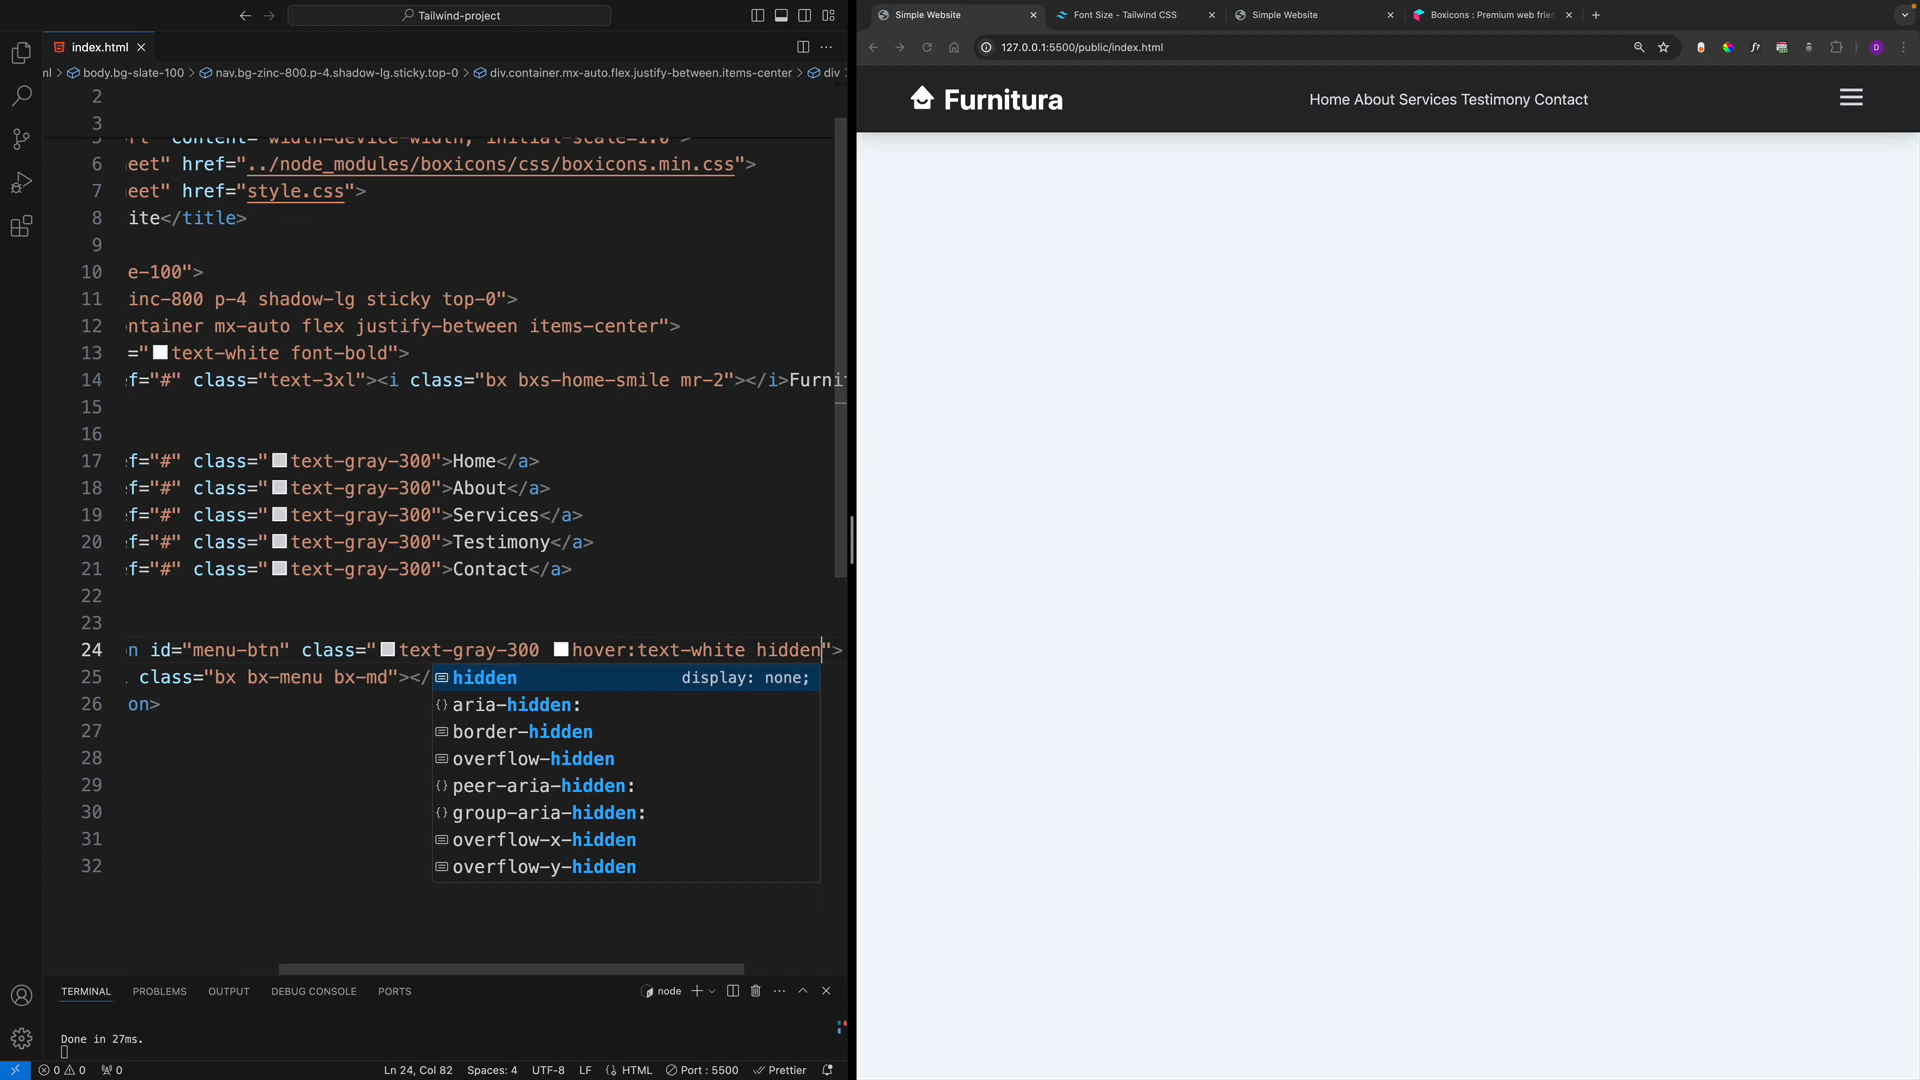 Tailwind-project
index.html
ml > body.bg-slate-100 > nav.bg-zinc-800.p-4.shadow-lg.sticky.top-0 > div.container.mx-auto.flex.justify-between.items-center > div
2
3
6 eet" href="../node_modules/boxicons/css/boxicons.min.css">
7 eet" href="style.css">
8 ite</title>
9
10 e-100">
11 inc-800 p-4 shadow-lg sticky top-0">
12 ntainer mx-auto flex justify-between items-center">
13 ="text-white font-bold">
14 ef="#" class="text-3xl"><i class="bx bxs-home-smile mr-2"></i>Furni
15
16
17 ef="#" class="text-gray-300">Home</a>
18 ef="#" class="text-gray-300">About</a>
19 ef="#" class="text-gray-300">Services</a>
20 ef="#" class="text-gray-300">Testimony</a>
21 ef="#" class="text-gray-300">Contact</a>
22
23
24 n id="menu-btn" class="text-gray-300 hover:text-white hidden">
25 class="bx bx-menu bx-md"></
26 on>
27
28
29
30
31
32
hidden display: none;
aria-hidden:
border-hidden
overflow-hidden
peer-aria-hidden:
group-aria-hidden:
overflow-x-hidden
overflow-y-hidden
TERMINAL PROBLEMS OUTPUT DEBUG CONSOLE PORTS node
Done in 27ms.
0 0 0 Ln 24, Col 82 Spaces: 4 UTF-8 LF HTML Port : 5500 Prettier
Simple Website Font Size - Tailwind CSS Simple Website Boxicons : Premium web frien
127.0.0.1:5500/public/index.html
D
Furnitura Home About Services Testimony Contact